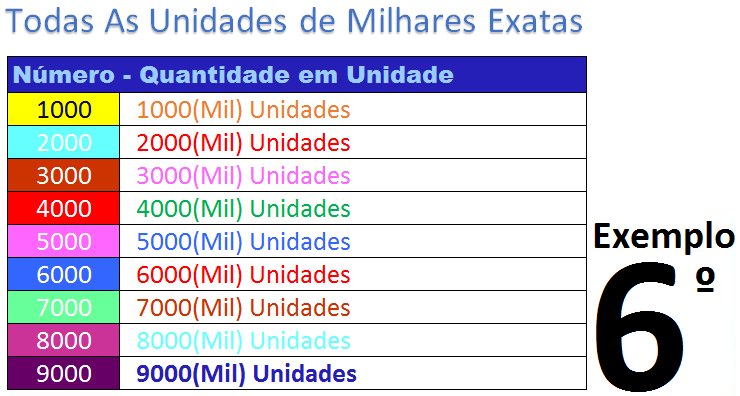 Todas As Unidades de Milhares Exatas
Número - Quantidade em Unidade
1000 1000(Mil) Unidades
2000 2000(Mil) Unidades
3000 3000(Mil) Unidades
4000 4000(Mil) Unidades
5000 5000(Mil) Unidades
6000 6000(Mil) Unidades
7000 7000(Mil) Unidades
8000 8000(Mil) Unidades
9000 9000(Mil) Unidades
Exemplo
6º